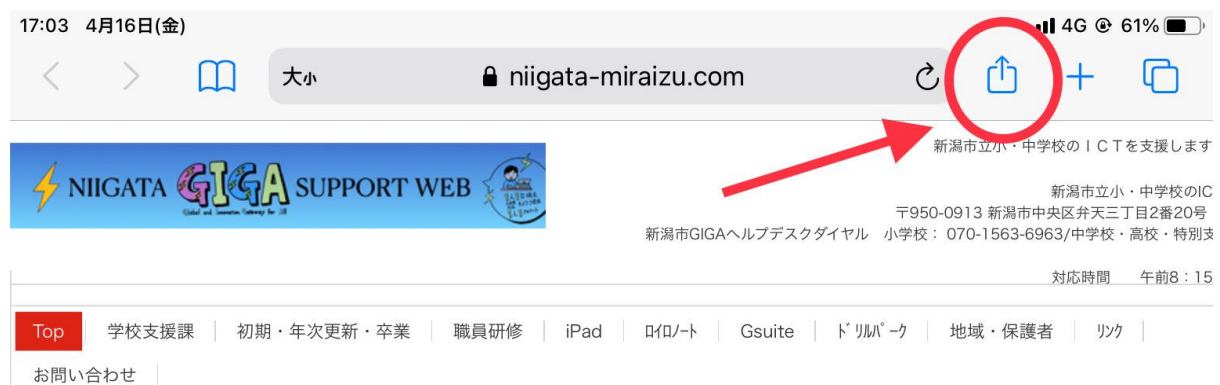 17:03 4月16日(金) 4G 61%
大小 niigata-miraizu.com
新潟市立小・中学校のＩＣＴを支援します
NIIGATA GIGA SUPPORT WEB
新潟市立小・中学校のIC
〒950-0913 新潟市中央区弁天三丁目2番20号
新潟市GIGAヘルプデスクダイヤル 小学校： 070-1563-6963/中学校・高校・特別支
対応時間 午前8：15
Top 学校支援課 初期・年次更新・卒業 職員研修 iPad ﾛｲﾛﾉｰﾄ Gsuite ﾄﾞﾘﾙﾊﾟｰｸ 地域・保護者 ﾘﾝｸ
お問い合わせ